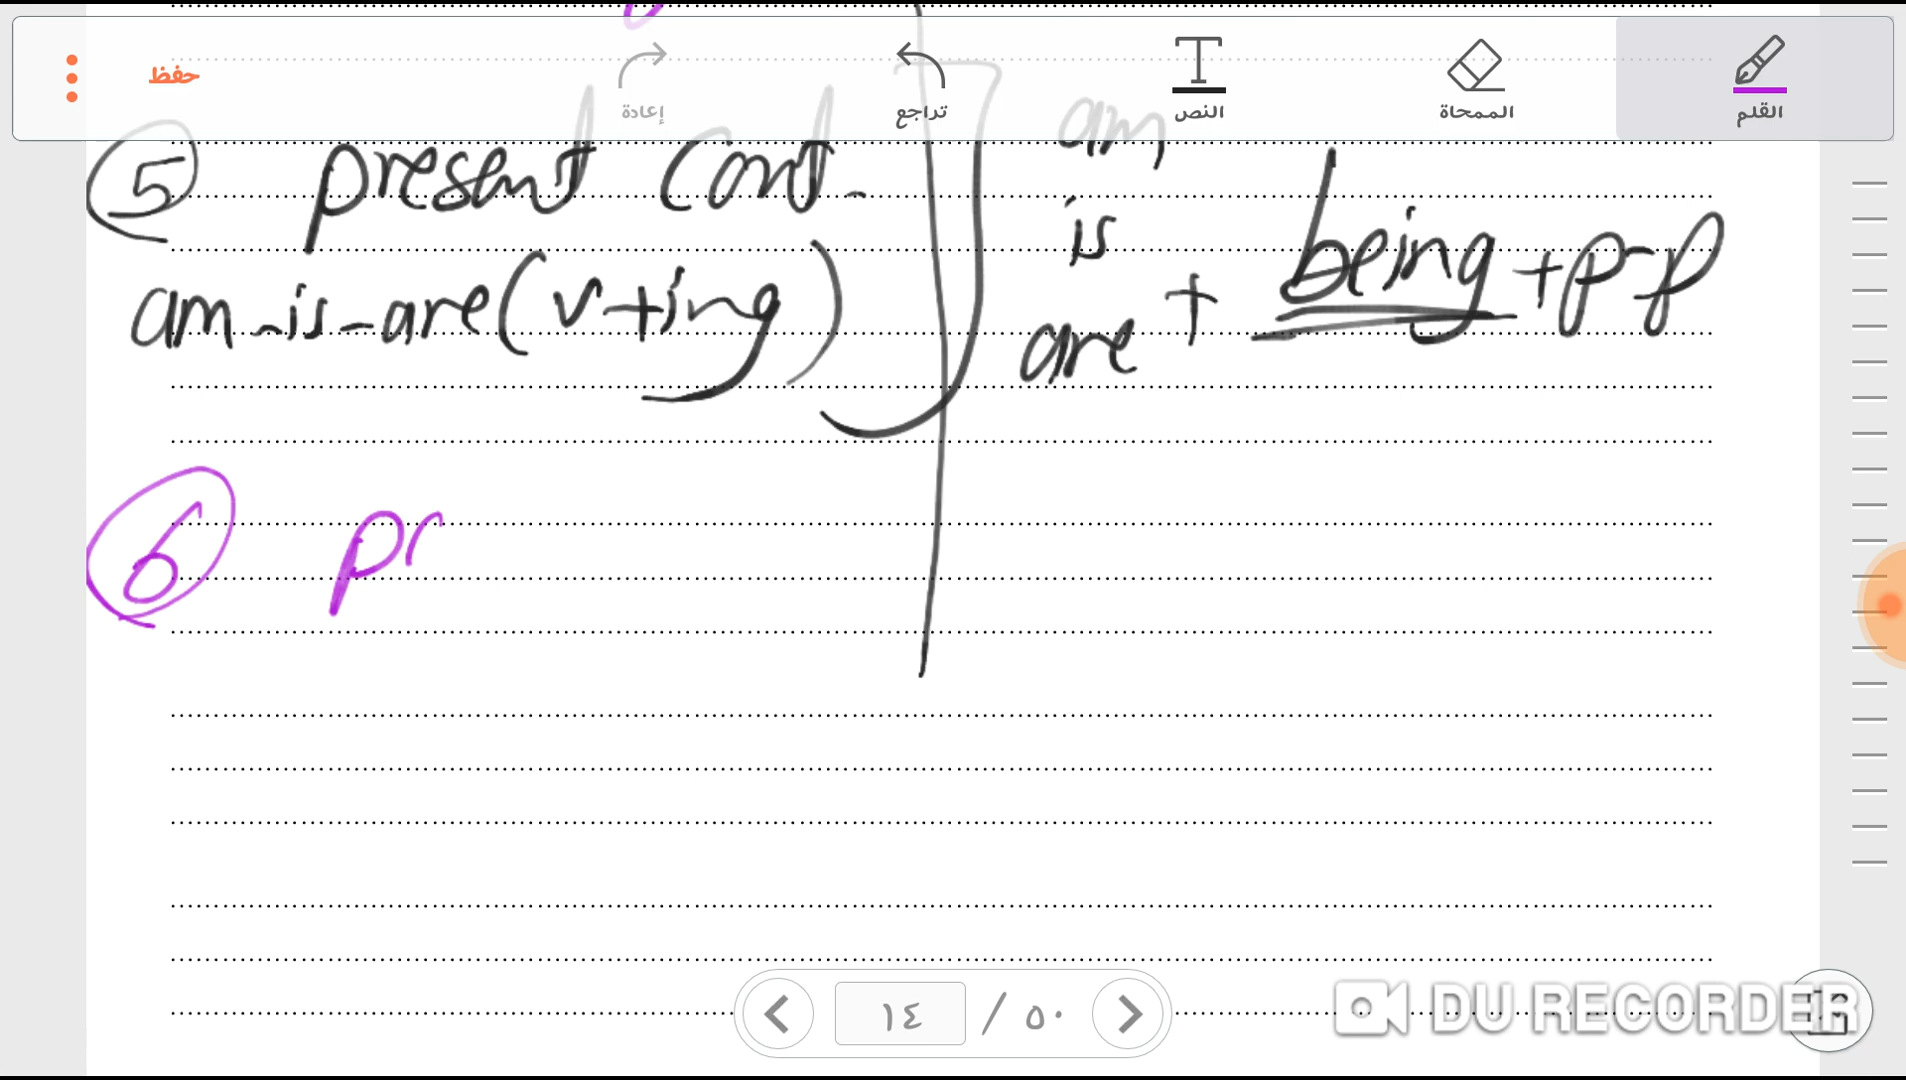 حفظ
إعادة
تراجع
النص
الممحاة
القلم
5 present Cont.
am - is - are (v+ing)
am,
is
are + being + p-p
6 pr
١٤ / ٥٠
DU RECORDER